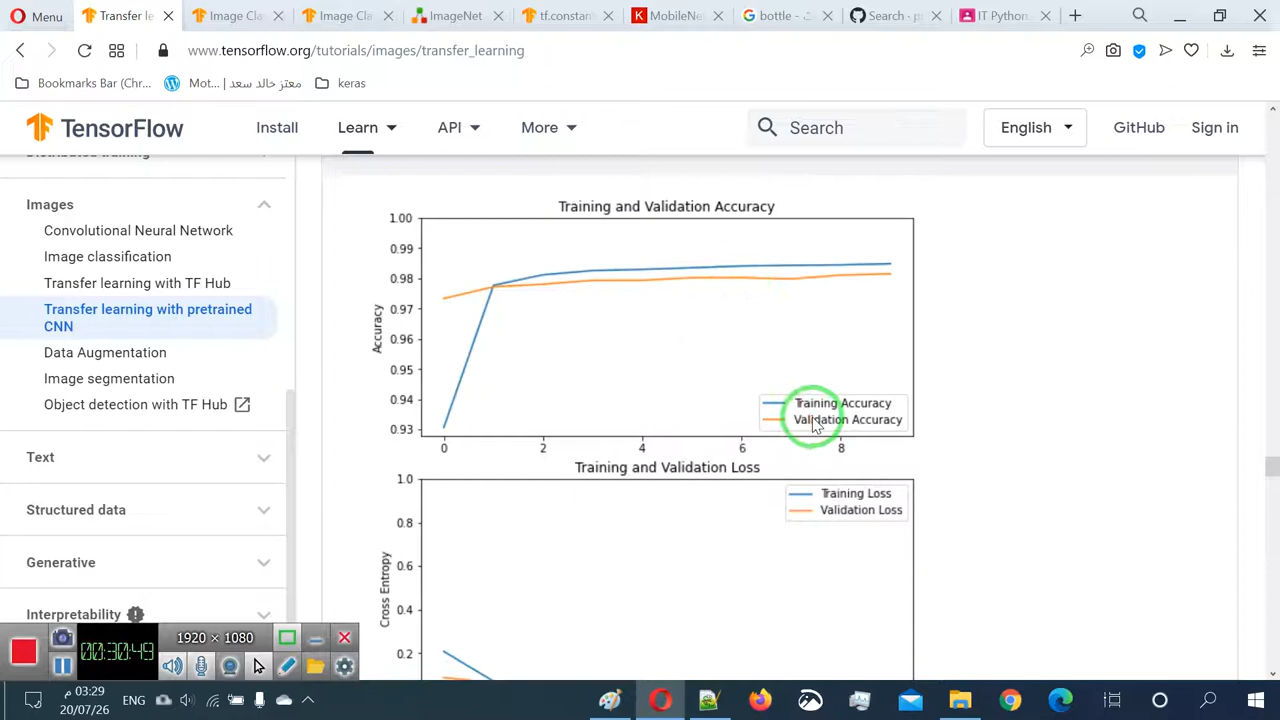 Menu
Transfer le
Image Cla
Image Cla
ImageNet
tf.constan
MobileNe
bottle - ث
Search · p
IT Python
www.tensorflow.org/tutorials/images/transfer_learning
Bookmarks Bar (Chr...
Mot... | معتز خالد سعد
keras
TensorFlow
Install
Learn
API
More
Search
English
GitHub
Sign in
Distributed training
Images
Convolutional Neural Network
Image classification
Transfer learning with TF Hub
Transfer learning with pretrained
CNN
Data Augmentation
Image segmentation
Object detection with TF Hub
Text
Structured data
Generative
Interpretability
Training and Validation Accuracy
1.00
0.99
0.98
0.97
0.96
0.95
0.94
0.93
Accuracy
Training Accuracy
Validation Accuracy
0 2 4 6 8
Training and Validation Loss
1.0
0.8
0.6
0.4
0.2
Cross Entropy
Training Loss
Validation Loss
1920 × 1080
00:30:49
ENG
03:29 م
20/07/26